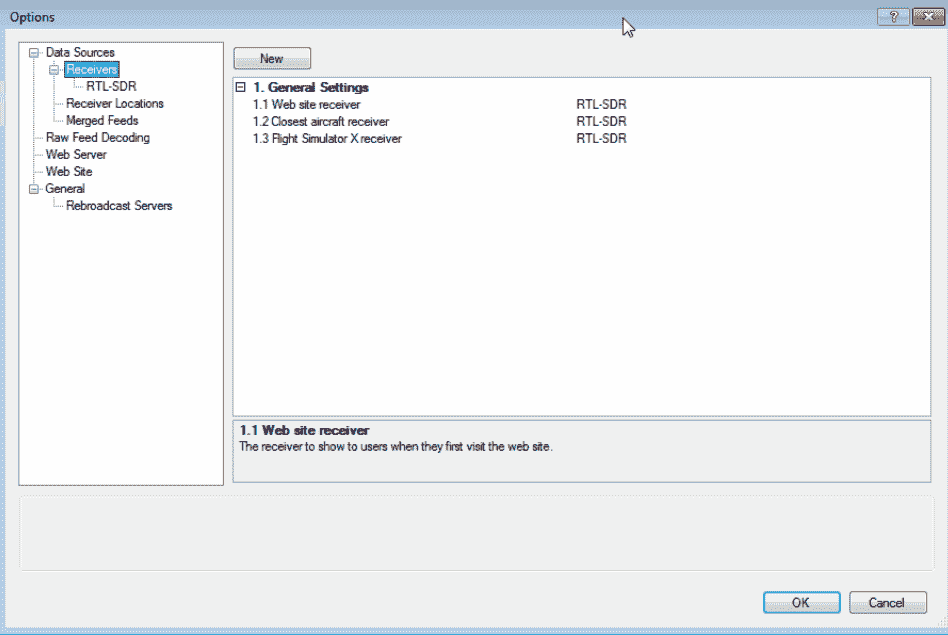 Options
Data Sources
Receivers
RTL-SDR
Receiver Locations
Merged Feeds
Raw Feed Decoding
Web Server
Web Site
General
Rebroadcast Servers
New
1. General Settings
1.1 Web site receiver RTL-SDR
1.2 Closest aircraft receiver RTL-SDR
1.3 Flight Simulator X receiver RTL-SDR
1.1 Web site receiver
The receiver to show to users when they first visit the web site.
OK Cancel